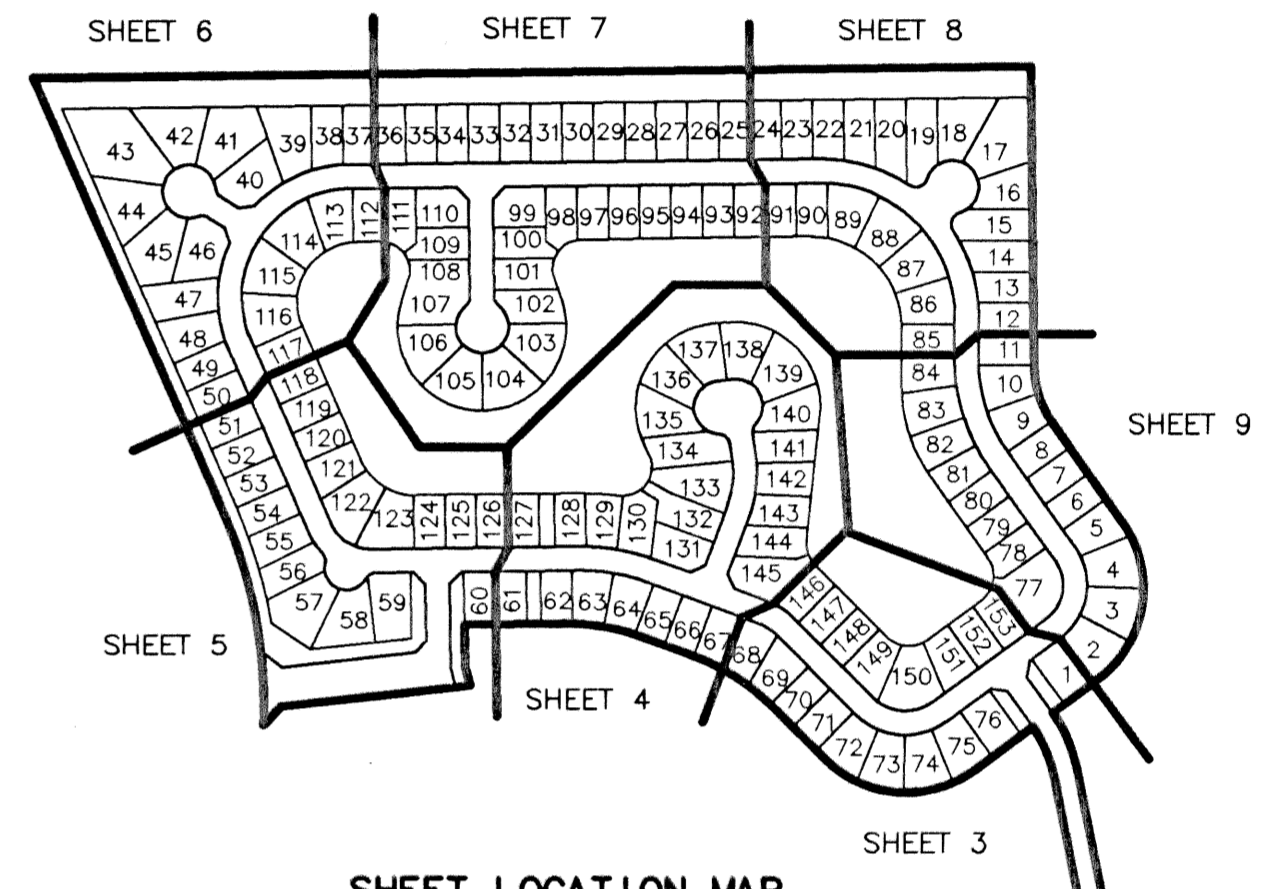 SHEET 6 SHEET 7 SHEET 8
43 42 41 40 39 38 37 36 35 34 33 32 31 30 29 28 27 26 25 24 23 22 21 20 19 18 17
44 45 46 47 48 49 50
16 15 14 13 12
113 112 111 110 99 98 97 96 95 94 93 92 91 90 89 88 87 86 85
114 115 116 117
109 108 107 106 105 104 103 102 101 100
11 10 9 8 7 6 5 4 3 2 1
SHEET 9
118 119 120 121 122 123 124 125 126 127 128 129 130
137 138 139 136 135 134 133 132 131
140 141 142 143 144 145
84 83 82 81 80 79 78 77
51 52 53 54 55 56 57 58 59
60 61 62 63 64 65 66 67 68 69 70 71 72 73 74 75 76
146 147 148 149 150 151 152 153
SHEET 5
SHEET 4
SHEET 3
SHEET LOCATION MAP